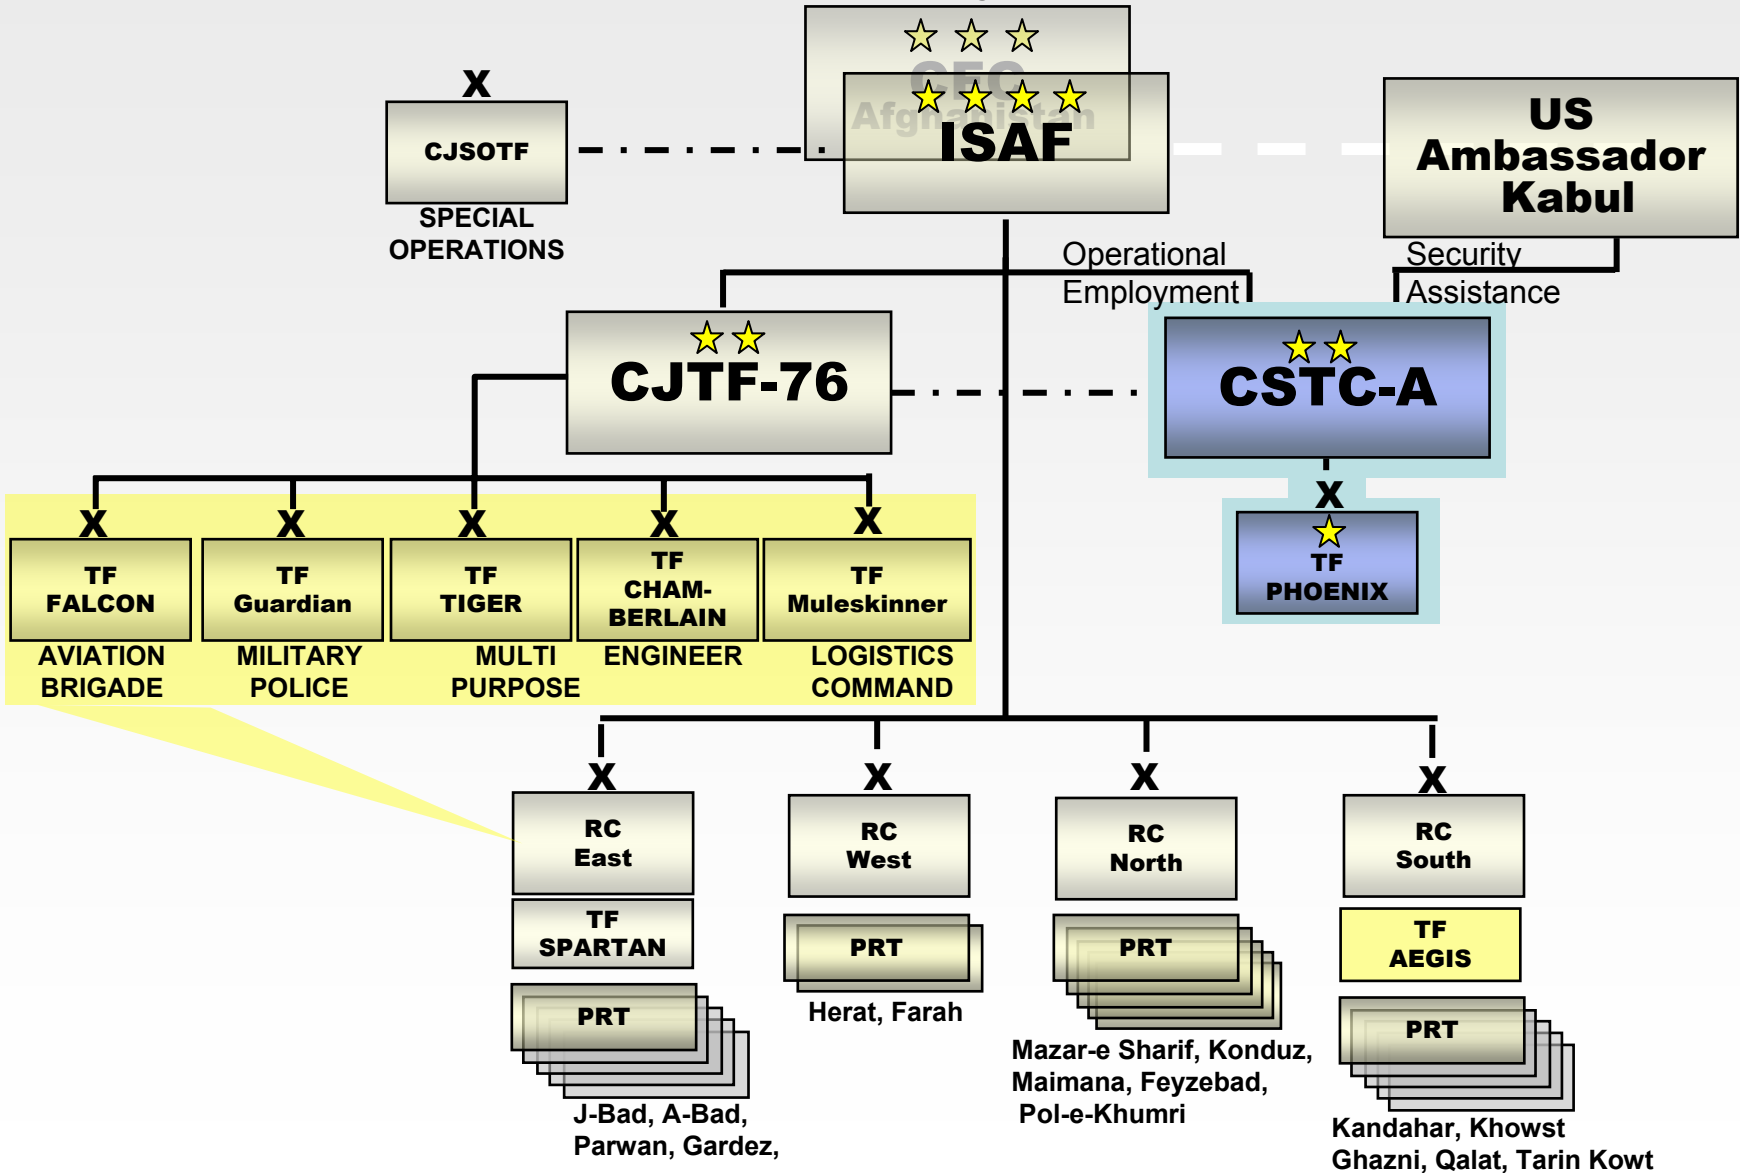 CFC
Afghanistan
ISAF
X
CJSOTF
SPECIAL
OPERATIONS
US
Ambassador
Kabul
Operational
Employment
Security
Assistance
CJTF-76
CSTC-A
X
TF
PHOENIX
X
TF
FALCON
AVIATION
BRIGADE
X
TF
Guardian
MILITARY
POLICE
X
TF
TIGER
MULTI
PURPOSE
X
TF
CHAM-
BERLAIN
ENGINEER
X
TF
Muleskinner
LOGISTICS
COMMAND
X
RC
East
TF
SPARTAN
PRT
J-Bad, A-Bad,
Parwan, Gardez,
X
RC
West
PRT
Herat, Farah
X
RC
North
PRT
Mazar-e Sharif, Konduz,
Maimana, Feyzebad,
Pol-e-Khumri
X
RC
South
TF
AEGIS
PRT
Kandahar, Khowst
Ghazni, Qalat, Tarin Kowt